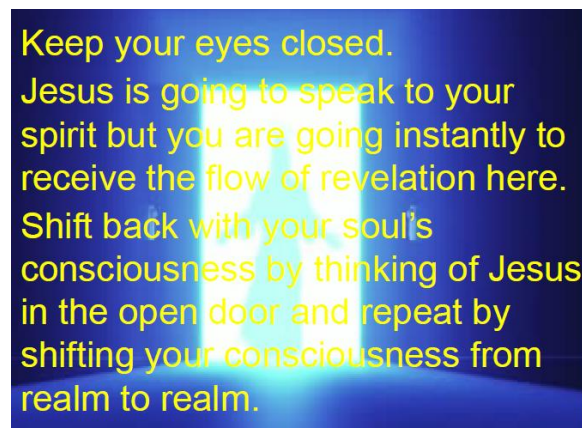 Keep your eyes closed.
Jesus is going to speak to your
spirit but you are going instantly to
receive the flow of revelation here.
Shift back with your soul's
consciousness by thinking of Jesus
in the open door and repeat by
shifting your consciousness from
realm to realm.